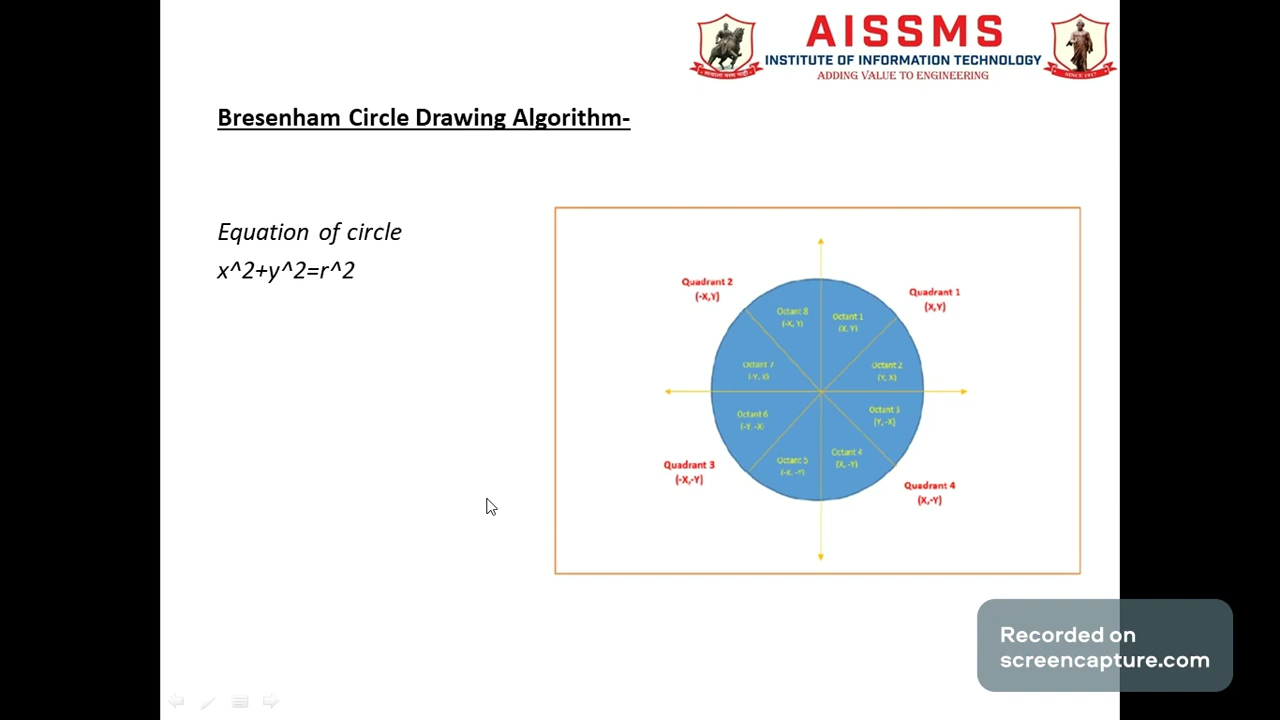 AISSMS
INSTITUTE OF INFORMATION TECHNOLOGY
ADDING VALUE TO ENGINEERING
SINCE 1917
Bresenham Circle Drawing Algorithm-
Equation of circle
x^2+y^2=r^2
Quadrant 2
(-X,Y)
Quadrant 1
(X,Y)
Octant 8
(-X, Y)
Octant 1
(X, Y)
Octant 7
Octant 2
(Y, X)
Octant 6
(-Y, -X)
Octant 3
(Y, -X)
Octant 5
(-X, -Y)
Octant 4
(X, -Y)
Quadrant 3
(-X,-Y)
Quadrant 4
(X,-Y)
Recorded on
screencapture.com